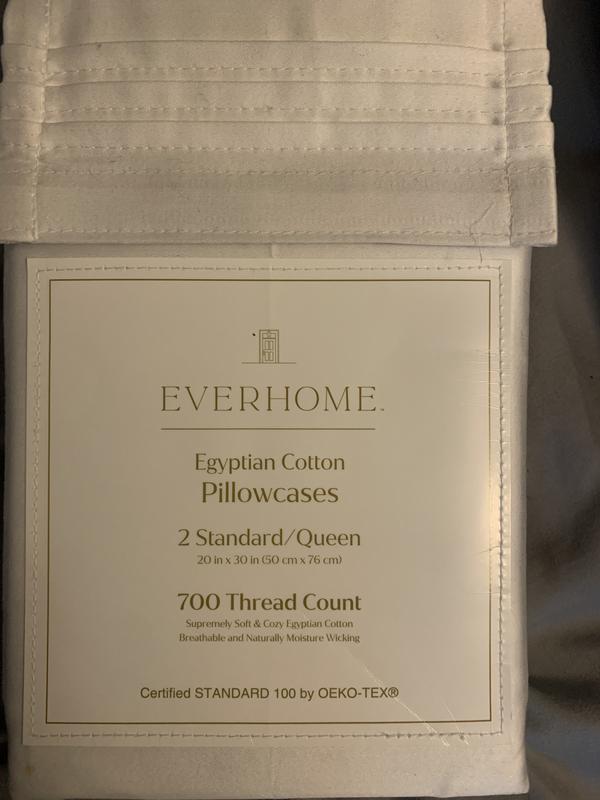 EVERHOME™
Egyptian Cotton
Pillowcases
2 Standard/Queen
20 in x 30 in (50 cm x 76 cm)
700 Thread Count
Supremely Soft & Cozy Egyptian Cotton
Breathable and Naturally Moisture Wicking
Certified STANDARD 100 by OEKO-TEX®